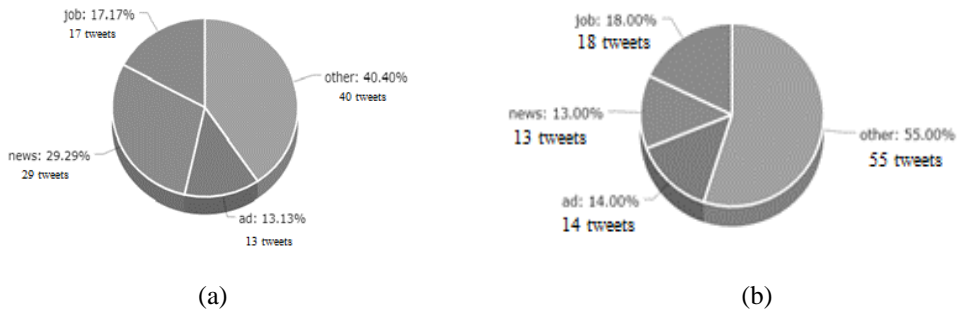 job: 17.17%
17 tweets
other: 40.40%
40 tweets
news: 29.29%
29 tweets
ad: 13.13%
13 tweets
(a)
job: 18.00%
18 tweets
news: 13.00%
13 tweets
other: 55.00%
55 tweets
ad: 14.00%
14 tweets
(b)